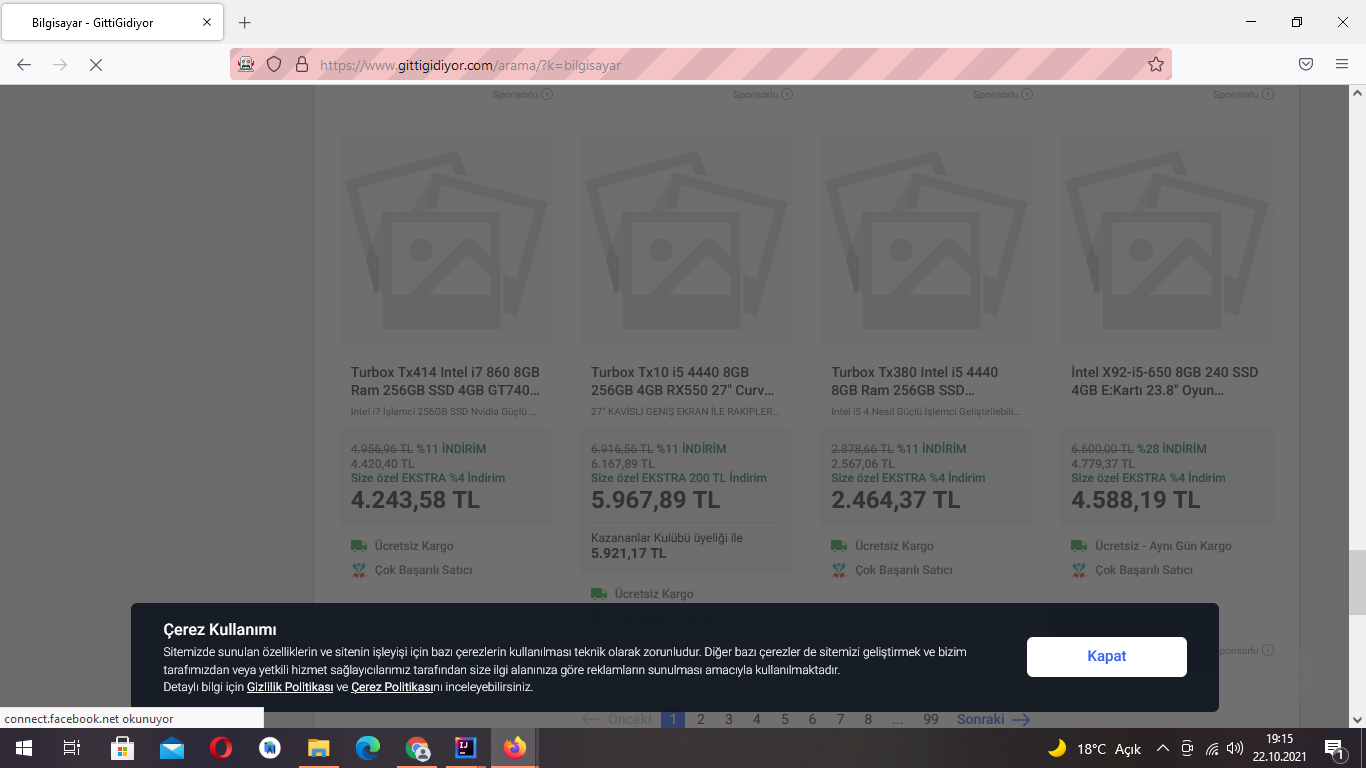 Bilgisayar - GittiGidiyor
https://www.gittigidiyor.com/arama/?k=bilgisayar
Sponsorlu
Sponsorlu
Sponsorlu
Sponsorlu
Turbox Tx414 Intel i7 860 8GB
Ram 256GB SSD 4GB GT740...
Intel i7 İşlemci 256GB SSD Nvidia Güçlü ...
4.956,96 TL %11 İNDİRİM
4.420,40 TL
Size özel EKSTRA %4 İndirim
4.243,58 TL
Ücretsiz Kargo
Çok Başarılı Satıcı
Turbox Tx10 i5 4440 8GB
256GB 4GB RX550 27" Curv...
27" KAVİSLİ GENİŞ EKRAN İLE RAKİPLER...
6.916,56 TL %11 İNDİRİM
6.167,89 TL
Size özel EKSTRA 200 TL İndirim
5.967,89 TL
Kazananlar Kulübü üyeliği ile
5.921,17 TL
Ücretsiz Kargo
Turbox Tx380 Intel i5 4440
8GB Ram 256GB SSD...
Intel i5 4.Nesil Güçlü İşlemci Geliştirilebili...
2.878,66 TL %11 İNDİRİM
2.567,06 TL
Size özel EKSTRA %4 İndirim
2.464,37 TL
Ücretsiz Kargo
Çok Başarılı Satıcı
İntel X92-i5-650 8GB 240 SSD
4GB E:Kartı 23.8" Oyun...
6.600,00 TL %28 İNDİRİM
4.779,37 TL
Size özel EKSTRA %4 İndirim
4.588,19 TL
Ücretsiz - Aynı Gün Kargo
Çok Başarılı Satıcı
ponsorlu
Çerez Kullanımı
Sitemizde sunulan özelliklerin ve sitenin işleyişi için bazı çerezlerin kullanılması teknik olarak zorunludur. Diğer bazı çerezler de sitemizi geliştirmek ve bizim
tarafımızdan veya yetkili hizmet sağlayıcılarımız tarafından size ilgi alanınıza göre reklamların sunulması amacıyla kullanılmaktadır.
Detaylı bilgi için Gizlilik Politikası ve Çerez Politikasını inceleyebilirsiniz.
Kapat
connect.facebook.net okunuyor
Önceki 1 2 3 4 5 6 7 8 ... 99 Sonraki
18°C Açık
19:15
22.10.2021
1